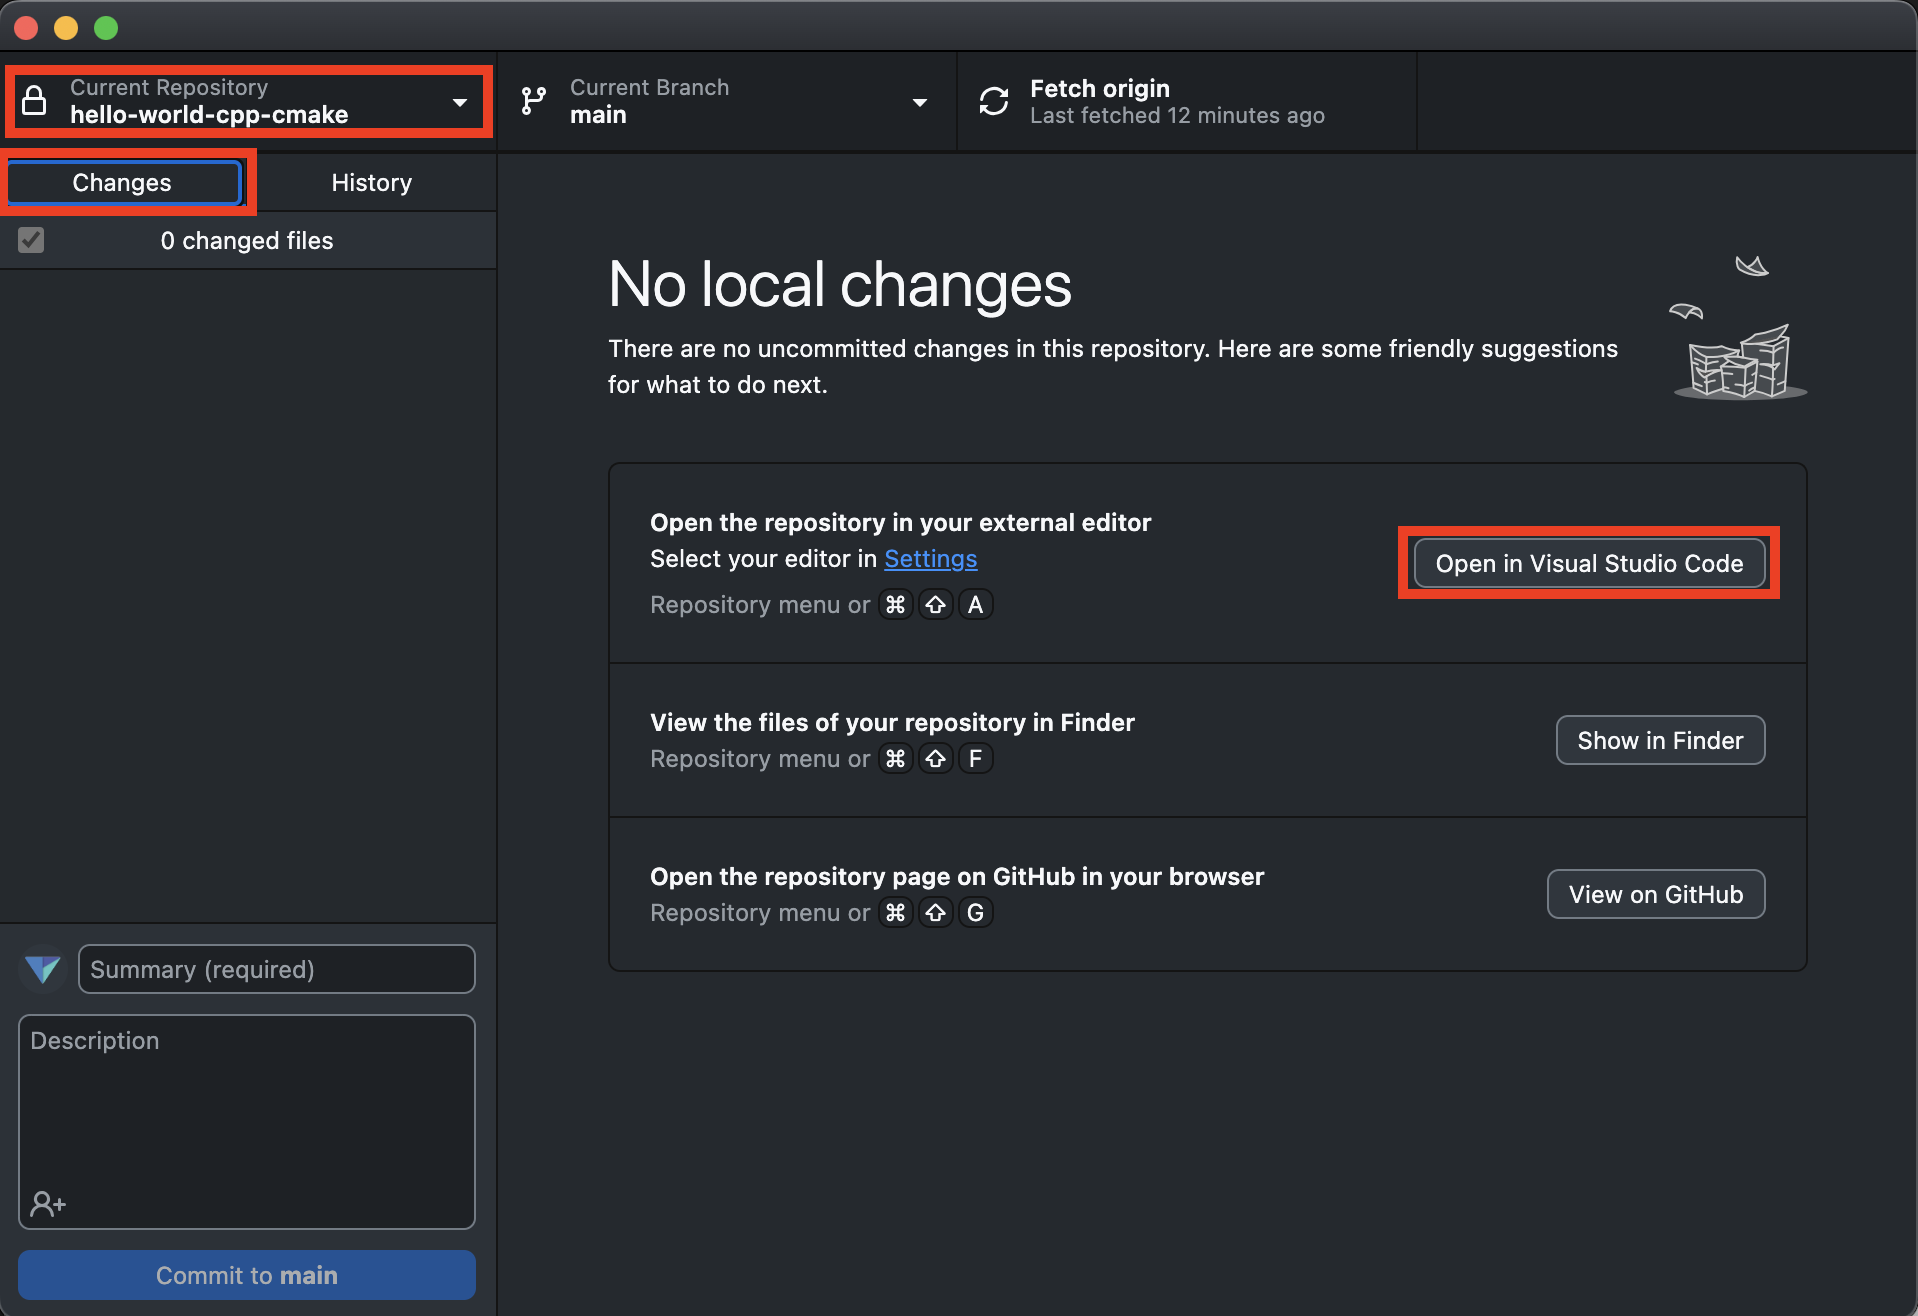 Current Repository
hello-world-cpp-cmake
Current Branch
main
Fetch origin
Last fetched 12 minutes ago
Changes
History
0 changed files
No local changes
There are no uncommitted changes in this repository. Here are some friendly suggestions
for what to do next.
Open the repository in your external editor
Select your editor in Settings
Repository menu or ⌘ ⇧ A
Open in Visual Studio Code
View the files of your repository in Finder
Repository menu or ⌘ ⇧ F
Show in Finder
Open the repository page on GitHub in your browser
Repository menu or ⌘ ⇧ G
View on GitHub
Summary (required)
Description
Commit to main